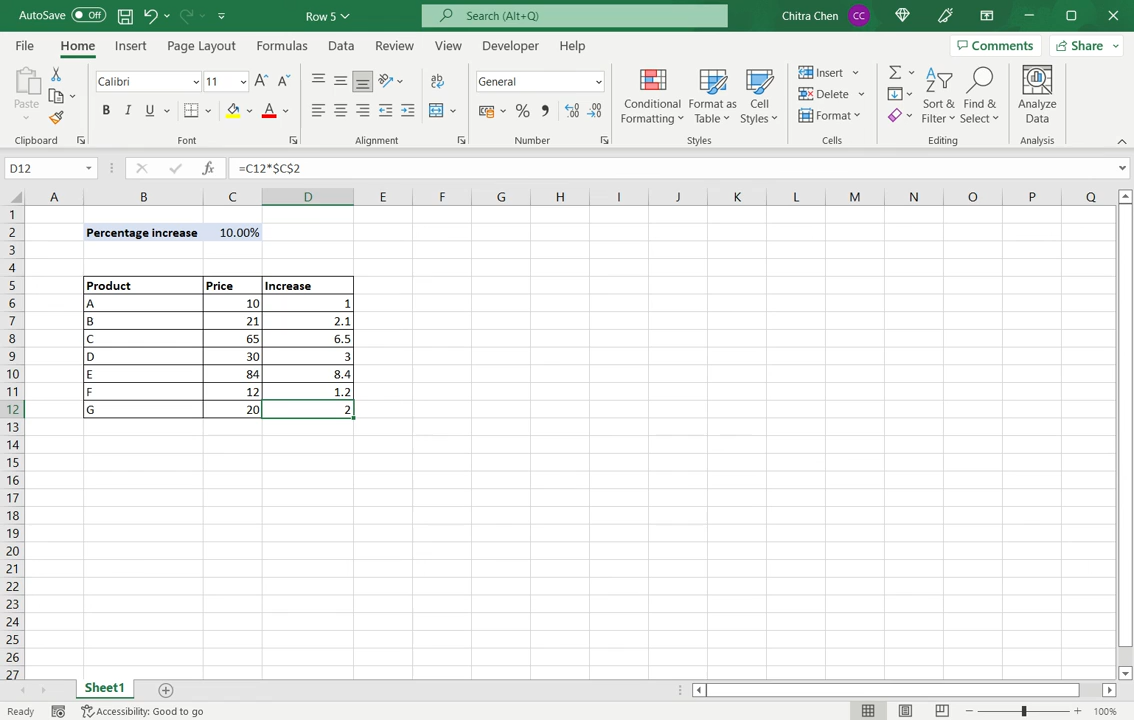 AutoSave Off Row 5 Search (Alt+Q) Chitra Chen CC
File Home Insert Page Layout Formulas Data Review View Developer Help Comments Share
Calibri 11 General Insert
Paste B I U A Conditional Formatting Format as Table Cell Styles Delete Sort & Filter Find & Select Analyze Data
Format
Clipboard Font Alignment Number Styles Cells Editing Analysis
D12 fx =C12*$C$2
A B C D E F G H I J K L M N O P Q
1
2 Percentage increase 10.00%
3
4
5 Product Price Increase
6 A 10 1
7 B 21 2.1
8 C 65 6.5
9 D 30 3
10 E 84 8.4
11 F 12 1.2
12 G 20 2
13
14
15
16
17
18
19
20
21
22
23
24
25
26
27
Sheet1
Ready Accessibility: Good to go 100%